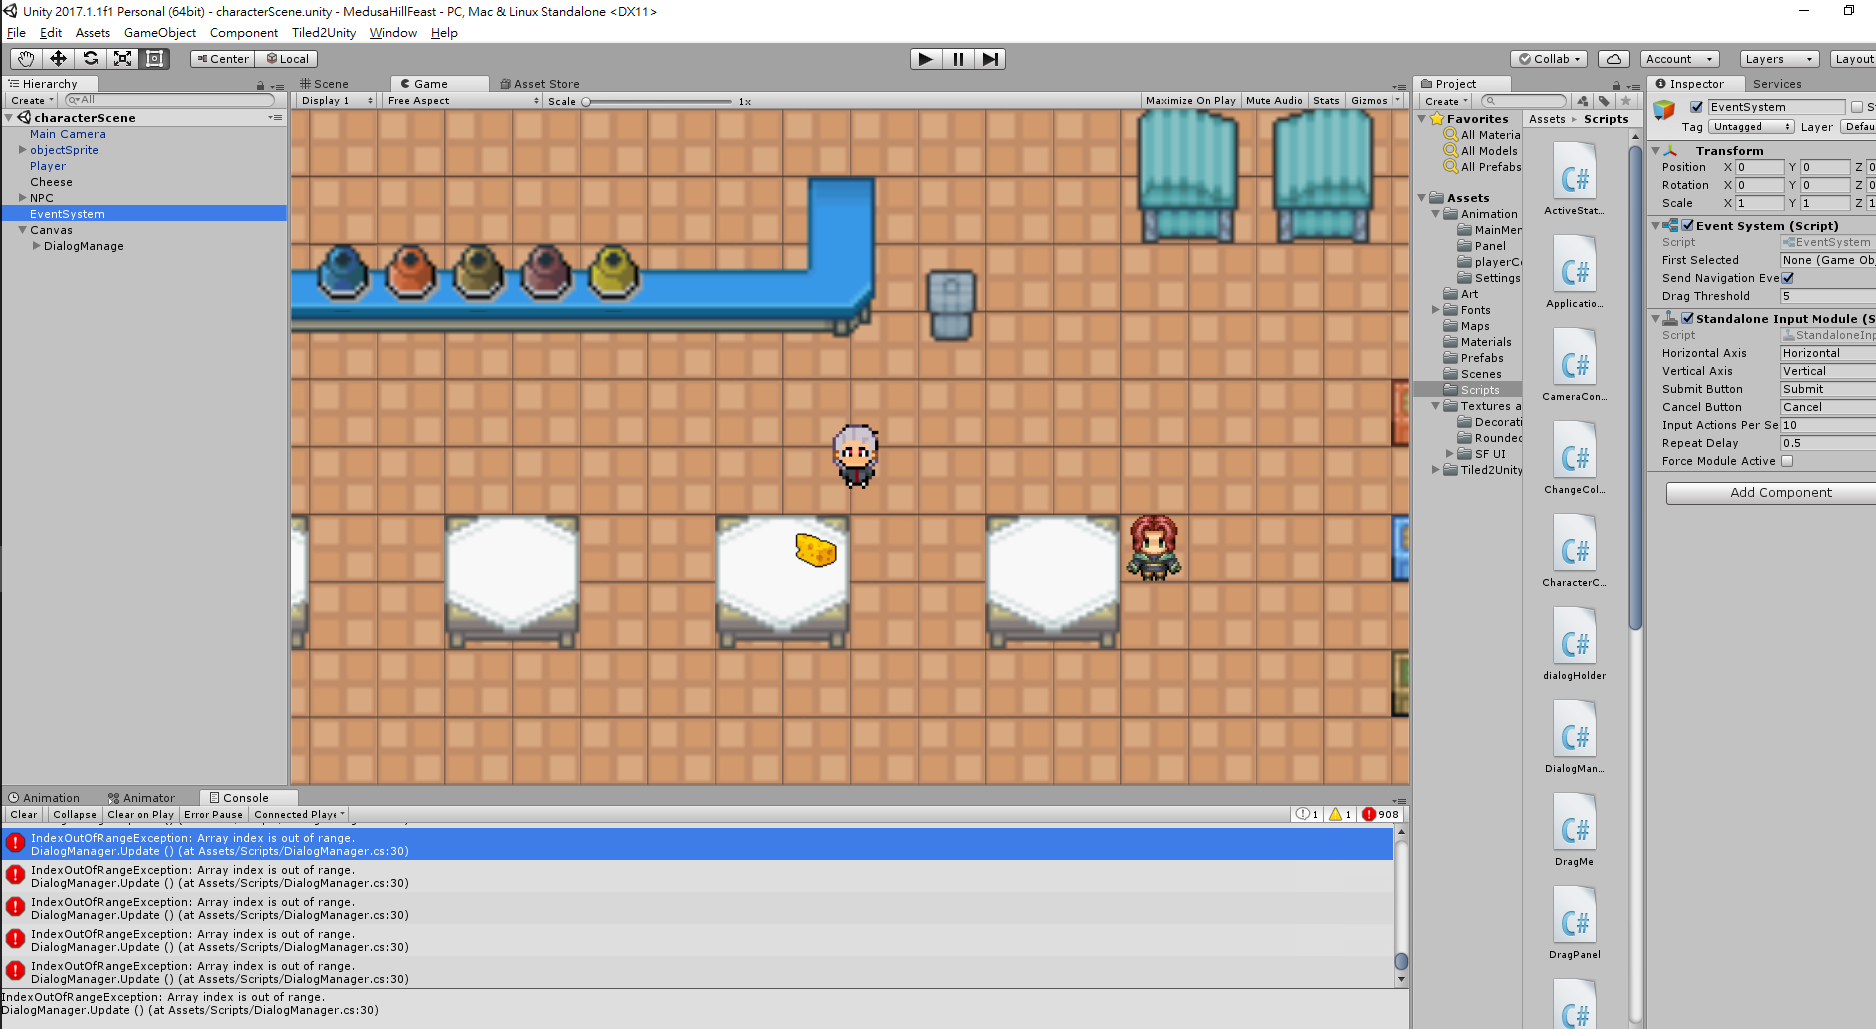 Unity 2017.1.1f1 Personal (64bit) - characterScene.unity - MedusaHillFeast - PC, Mac & Linux Standalone <DX11>
File Edit Assets GameObject Component Tiled2Unity Window Help
Center Local Collab Account Layers Layout
Hierarchy
Create All
characterScene
Main Camera
objectSprite
Player
Cheese
NPC
EventSystem
Canvas
DialogManage
Scene Game Asset Store
Display 1 Free Aspect Scale 1x Maximize On Play Mute Audio Stats Gizmos
Project
Create
Favorites
All Materia
All Models
All Prefabs
Assets
Animation
MainMen
Panel
playerCo
Settings
Art
Fonts
Maps
Materials
Prefabs
Scenes
Scripts
Textures a
Decorati
Rounded
SF UI
Tiled2Unity
Assets Scripts
C#
ActiveStat...
C#
Applicatio...
C#
CameraCon...
C#
ChangeCol...
C#
CharacterC...
C#
dialogHolder
C#
DialogMan...
C#
DragMe
C#
DragPanel
C#
Inspector Services
EventSystem S
Tag Untagged Layer Defau
Transform
Position X 0 Y 0 Z 0
Rotation X 0 Y 0 Z 0
Scale X 1 Y 1 Z 1
Event System (Script)
Script EventSystem
First Selected None (Game Obj
Send Navigation Eve
Drag Threshold 5
Standalone Input Module (S
Script StandaloneInp
Horizontal Axis Horizontal
Vertical Axis Vertical
Submit Button Submit
Cancel Button Cancel
Input Actions Per Se 10
Repeat Delay 0.5
Force Module Active
Add Component
Animation Animator Console
Clear Collapse Clear on Play Error Pause Connected Playe 1 1 908
IndexOutOfRangeException: Array index is out of range.
DialogManager.Update () (at Assets/Scripts/DialogManager.cs:30)
IndexOutOfRangeException: Array index is out of range.
DialogManager.Update () (at Assets/Scripts/DialogManager.cs:30)
IndexOutOfRangeException: Array index is out of range.
DialogManager.Update () (at Assets/Scripts/DialogManager.cs:30)
IndexOutOfRangeException: Array index is out of range.
DialogManager.Update () (at Assets/Scripts/DialogManager.cs:30)
IndexOutOfRangeException: Array index is out of range.
DialogManager.Update () (at Assets/Scripts/DialogManager.cs:30)
IndexOutOfRangeException: Array index is out of range.
DialogManager.Update () (at Assets/Scripts/DialogManager.cs:30)